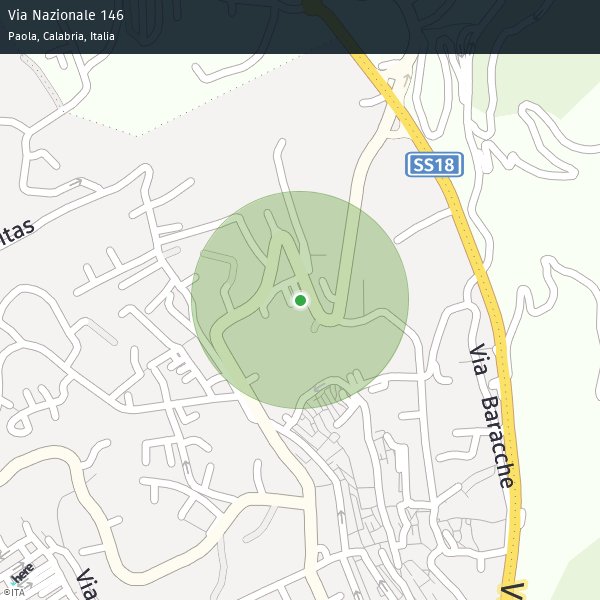 Via Nazionale 146
Paola, Calabria, Italia
SS18
itas
Via Baracche
Via
V
here
©ITA